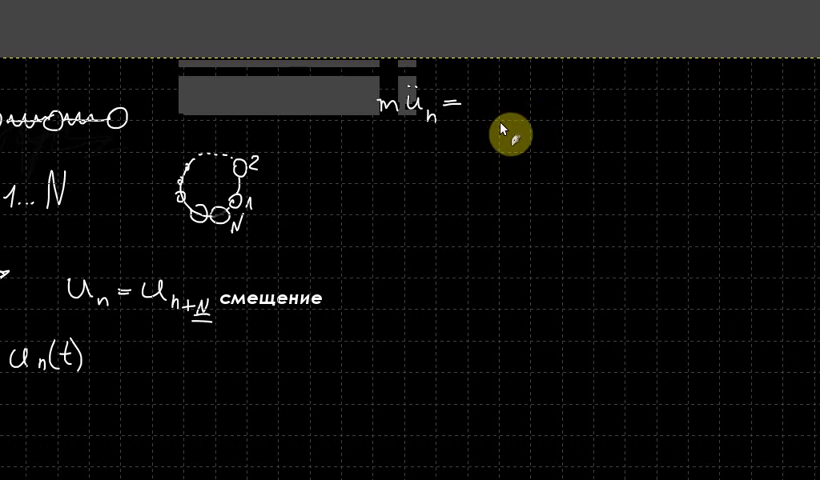 mü_n =
2
1... N
1
N
u_n = u_{n+N} смещение
u_n(t)